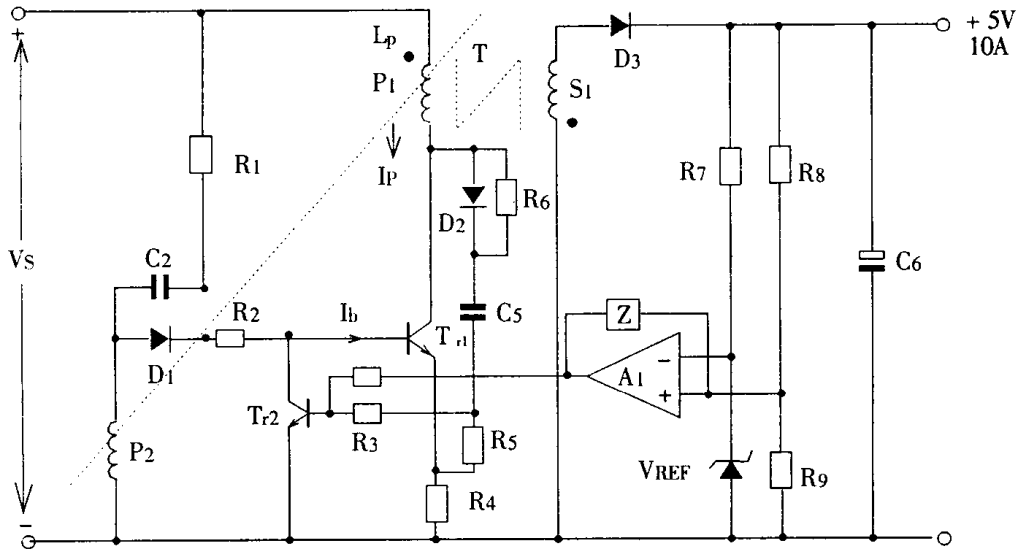 +
Lp
T
D3
+ 5V
10A
P1
S1
R1
IP
R7
R8
D2
R6
VS
C2
C6
R2
Ib
C5
Z
Tr1
D1
A1
−
+
Tr2
R3
R5
P2
VREF
R9
R4
−